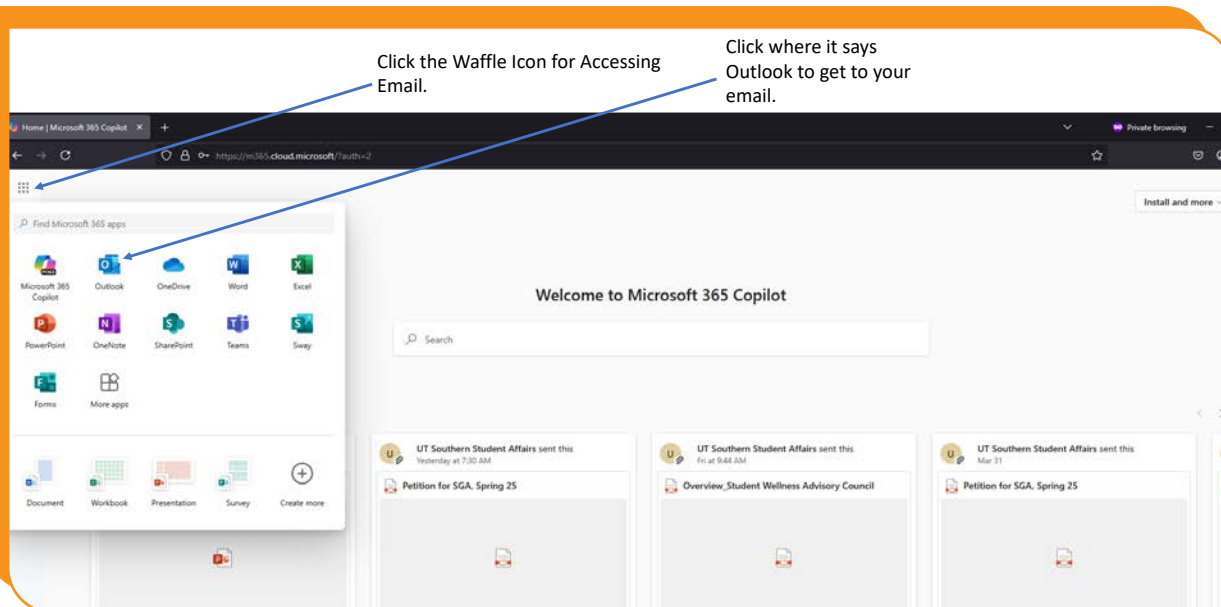 Click the Waffle Icon for Accessing
Email.
Click where it says
Outlook to get to your
email.
Home | Microsoft 365 Copilot
Private browsing
https://m365.cloud.microsoft/?auth=2
Install and more
Find Microsoft 365 apps
Microsoft 365
Copilot
Outlook
OneDrive
Word
Excel
PowerPoint
OneNote
SharePoint
Teams
Sway
Forms
More apps
Document
Workbook
Presentation
Survey
Create more
Welcome to Microsoft 365 Copilot
Search
U
UT Southern Student Affairs sent this
Yesterday at 7:30 AM
Petition for SGA, Spring 25
U
UT Southern Student Affairs sent this
Fri at 9:44 AM
Overview_Student Wellness Advisory Council
U
UT Southern Student Affairs sent this
Mar 31
Petition for SGA, Spring 25